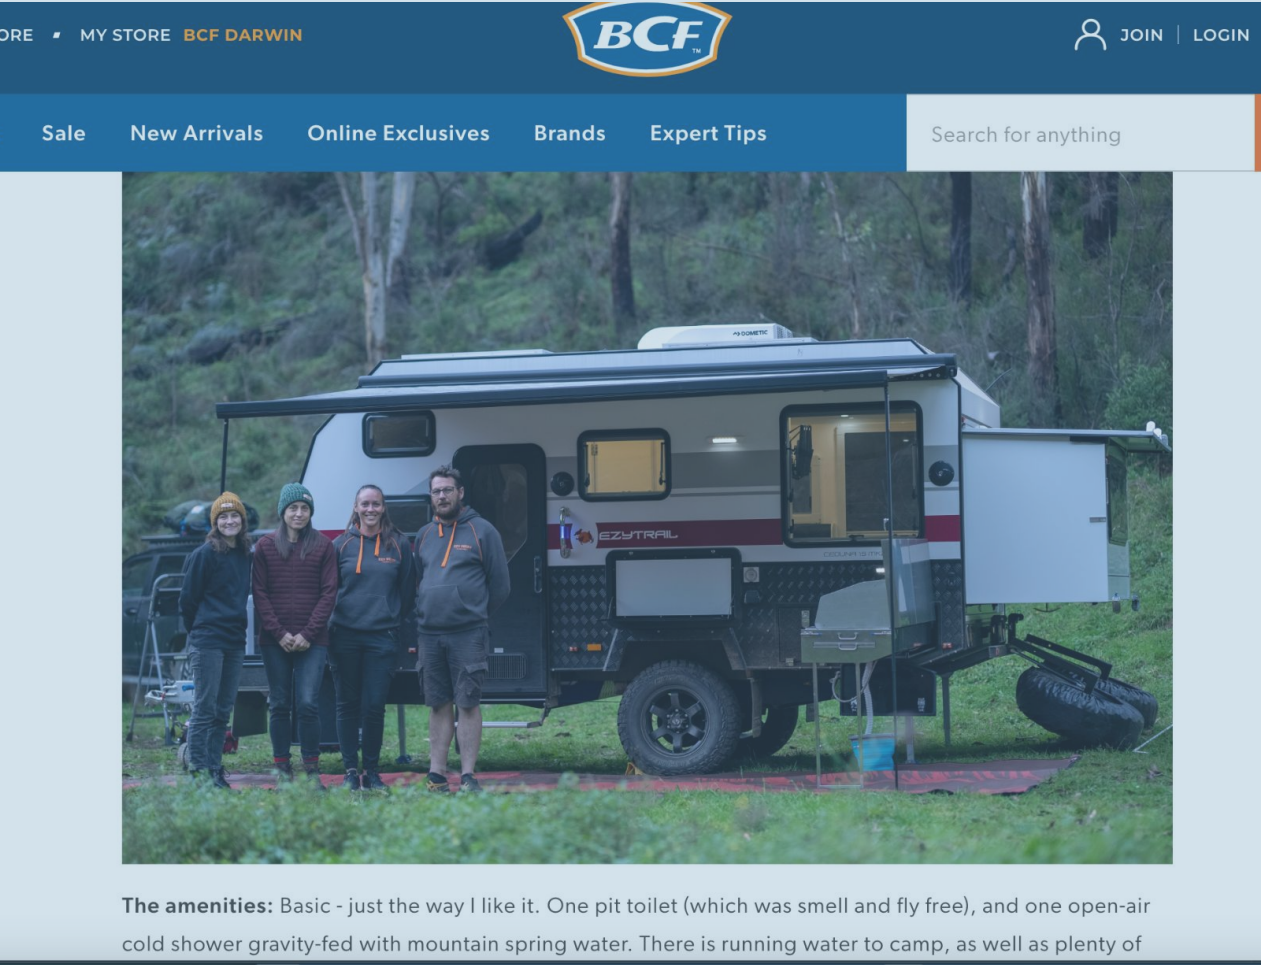 ORE ▪ MY STORE BCF DARWIN
BCF™
JOIN | LOGIN
Sale New Arrivals Online Exclusives Brands Expert Tips
Search for anything
DOMETIC
EZYTRAIL
The amenities: Basic - just the way I like it. One pit toilet (which was smell and fly free), and one open-air
cold shower gravity-fed with mountain spring water. There is running water to camp, as well as plenty of